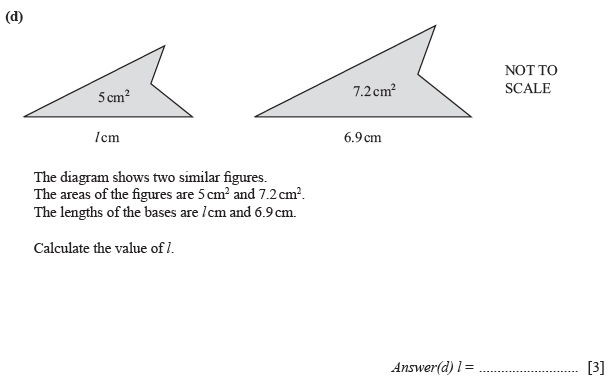 (d)
5 cm²
7.2 cm²
NOT TO
SCALE
l cm
6.9 cm
The diagram shows two similar figures.
The areas of the figures are 5 cm² and 7.2 cm².
The lengths of the bases are l cm and 6.9 cm.
Calculate the value of l.
Answer(d) l = ........................... [3]